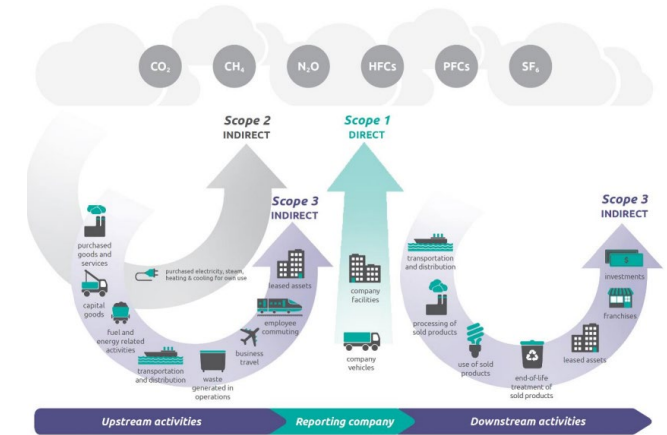 CO₂
CH₄
N₂O
HFCs
PFCs
SF₆
Scope 2
INDIRECT
Scope 1
DIRECT
Scope 3
INDIRECT
Scope 3
INDIRECT
purchased
goods and
services
capital
goods
fuel and
energy related
activities
purchased electricity, steam,
heating & cooling for own use
transportation
and distribution
waste
generated in
operations
business
travel
employee
commuting
leased assets
company
facilities
company
vehicles
transportation
and distribution
processing of
sold products
use of sold
products
end-of-life
treatment of
sold products
leased assets
franchises
$
investments
Upstream activities
Reporting company
Downstream activities